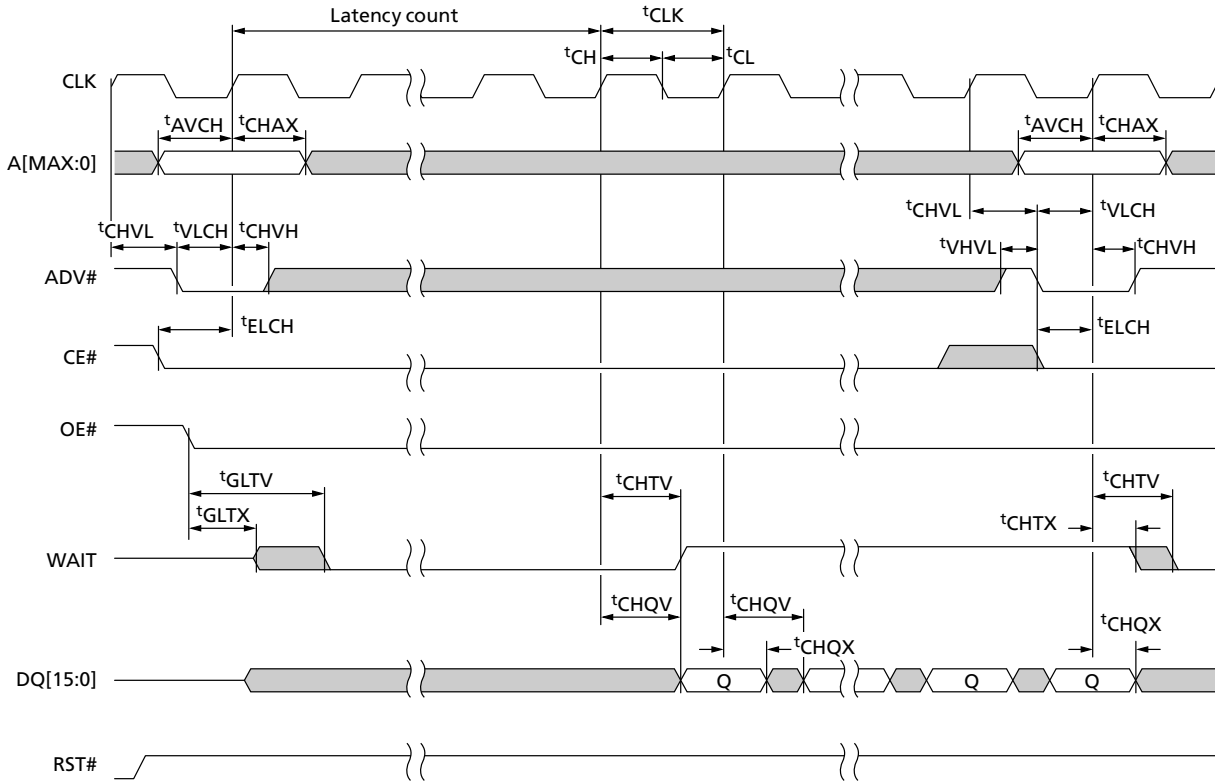 Latency count
tCLK
tCH
tCL
CLK
tAVCH
tCHAX
tAVCH
tCHAX
A[MAX:0]
tCHVL
tVLCH
tCHVL
tVLCH
tCHVH
tVHVL
tCHVH
ADV#
tELCH
tELCH
CE#
OE#
tGLTV
tCHTV
tCHTV
tGLTX
tCHTX
WAIT
tCHQV
tCHQV
tCHQX
tCHQX
DQ[15:0]
Q
Q
Q
RST#